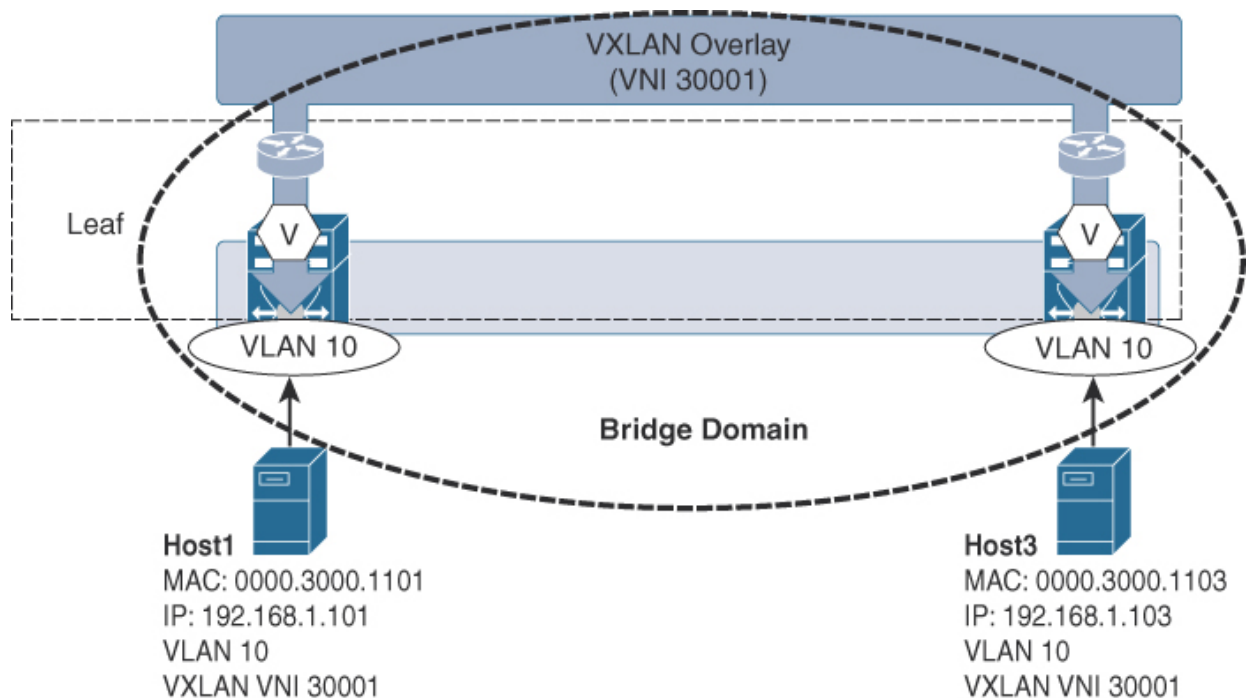 VXLAN Overlay
(VNI 30001)
Leaf
V
V
VLAN 10
VLAN 10
Bridge Domain
Host1
MAC: 0000.3000.1101
IP: 192.168.1.101
VLAN 10
VXLAN VNI 30001
Host3
MAC: 0000.3000.1103
IP: 192.168.1.103
VLAN 10
VXLAN VNI 30001